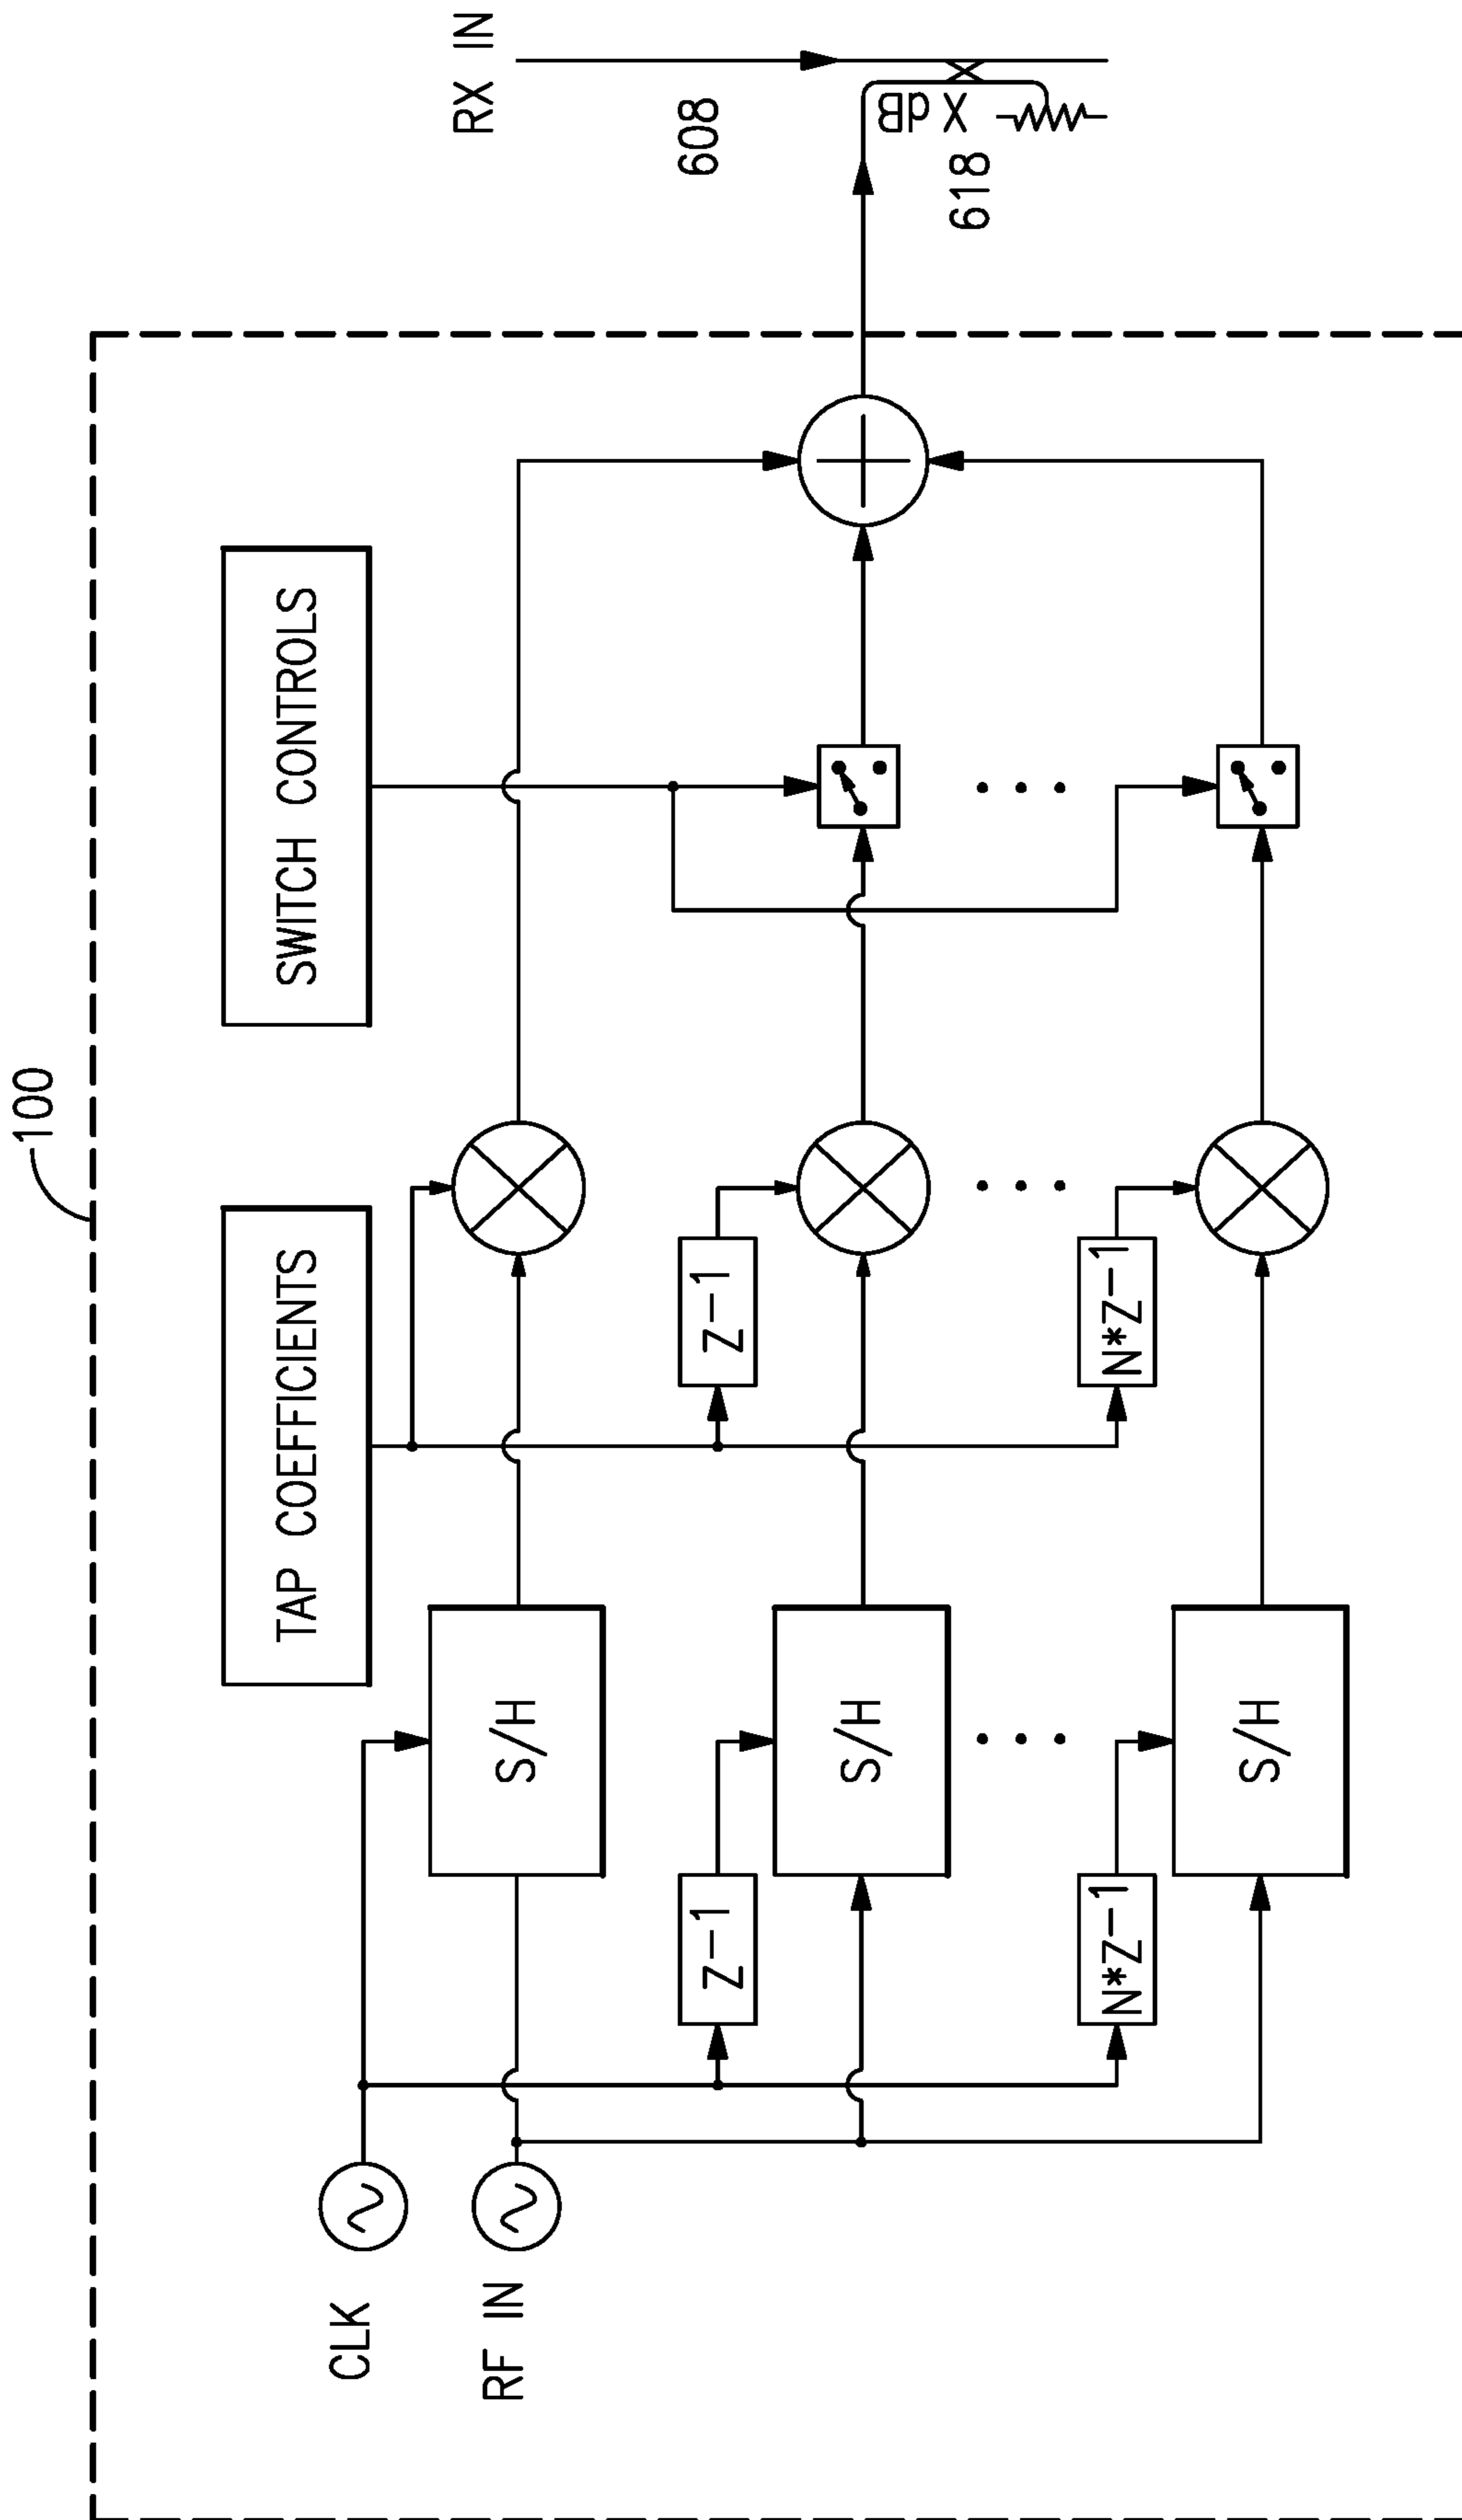 100
TAP COEFFICIENTS
SWITCH CONTROLS
CLK
RF IN
S/H
Z-1
Z-1
S/H
N*Z-1
N*Z-1
S/H
RX IN
608
X dB
618